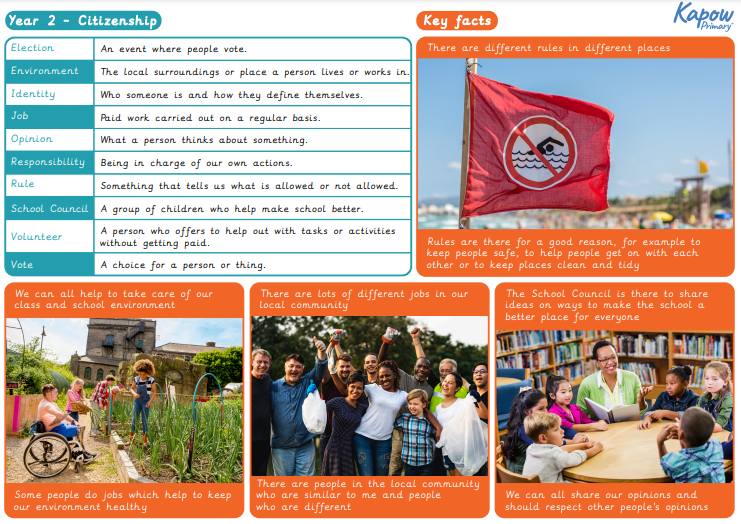 Year 2 - Citizenship
Key facts
Kapow
Primary
Election
An event where people vote.
Environment
The local surroundings or place a person lives or works in.
Identity
Who someone is and how they define themselves.
Job
Paid work carried out on a regular basis.
Opinion
What a person thinks about something.
Responsibility
Being in charge of our own actions.
Rule
Something that tells us what is allowed or not allowed.
School Council
A group of children who help make school better.
Volunteer
A person who offers to help out with tasks or activities
without getting paid.
Vote
A choice for a person or thing.
There are different rules in different places
Rules are there for a good reason, for example to
keep people safe, to help people get on with each
other or to keep places clean and tidy
We can all help to take care of our
class and school environment
Some people do jobs which help to keep
our environment healthy
There are lots of different jobs in our
local community
There are people in the local community
who are similar to me and people
who are different
The School Council is there to share
ideas on ways to make the school a
better place for everyone
We can all share our opinions and
should respect other people's opinions